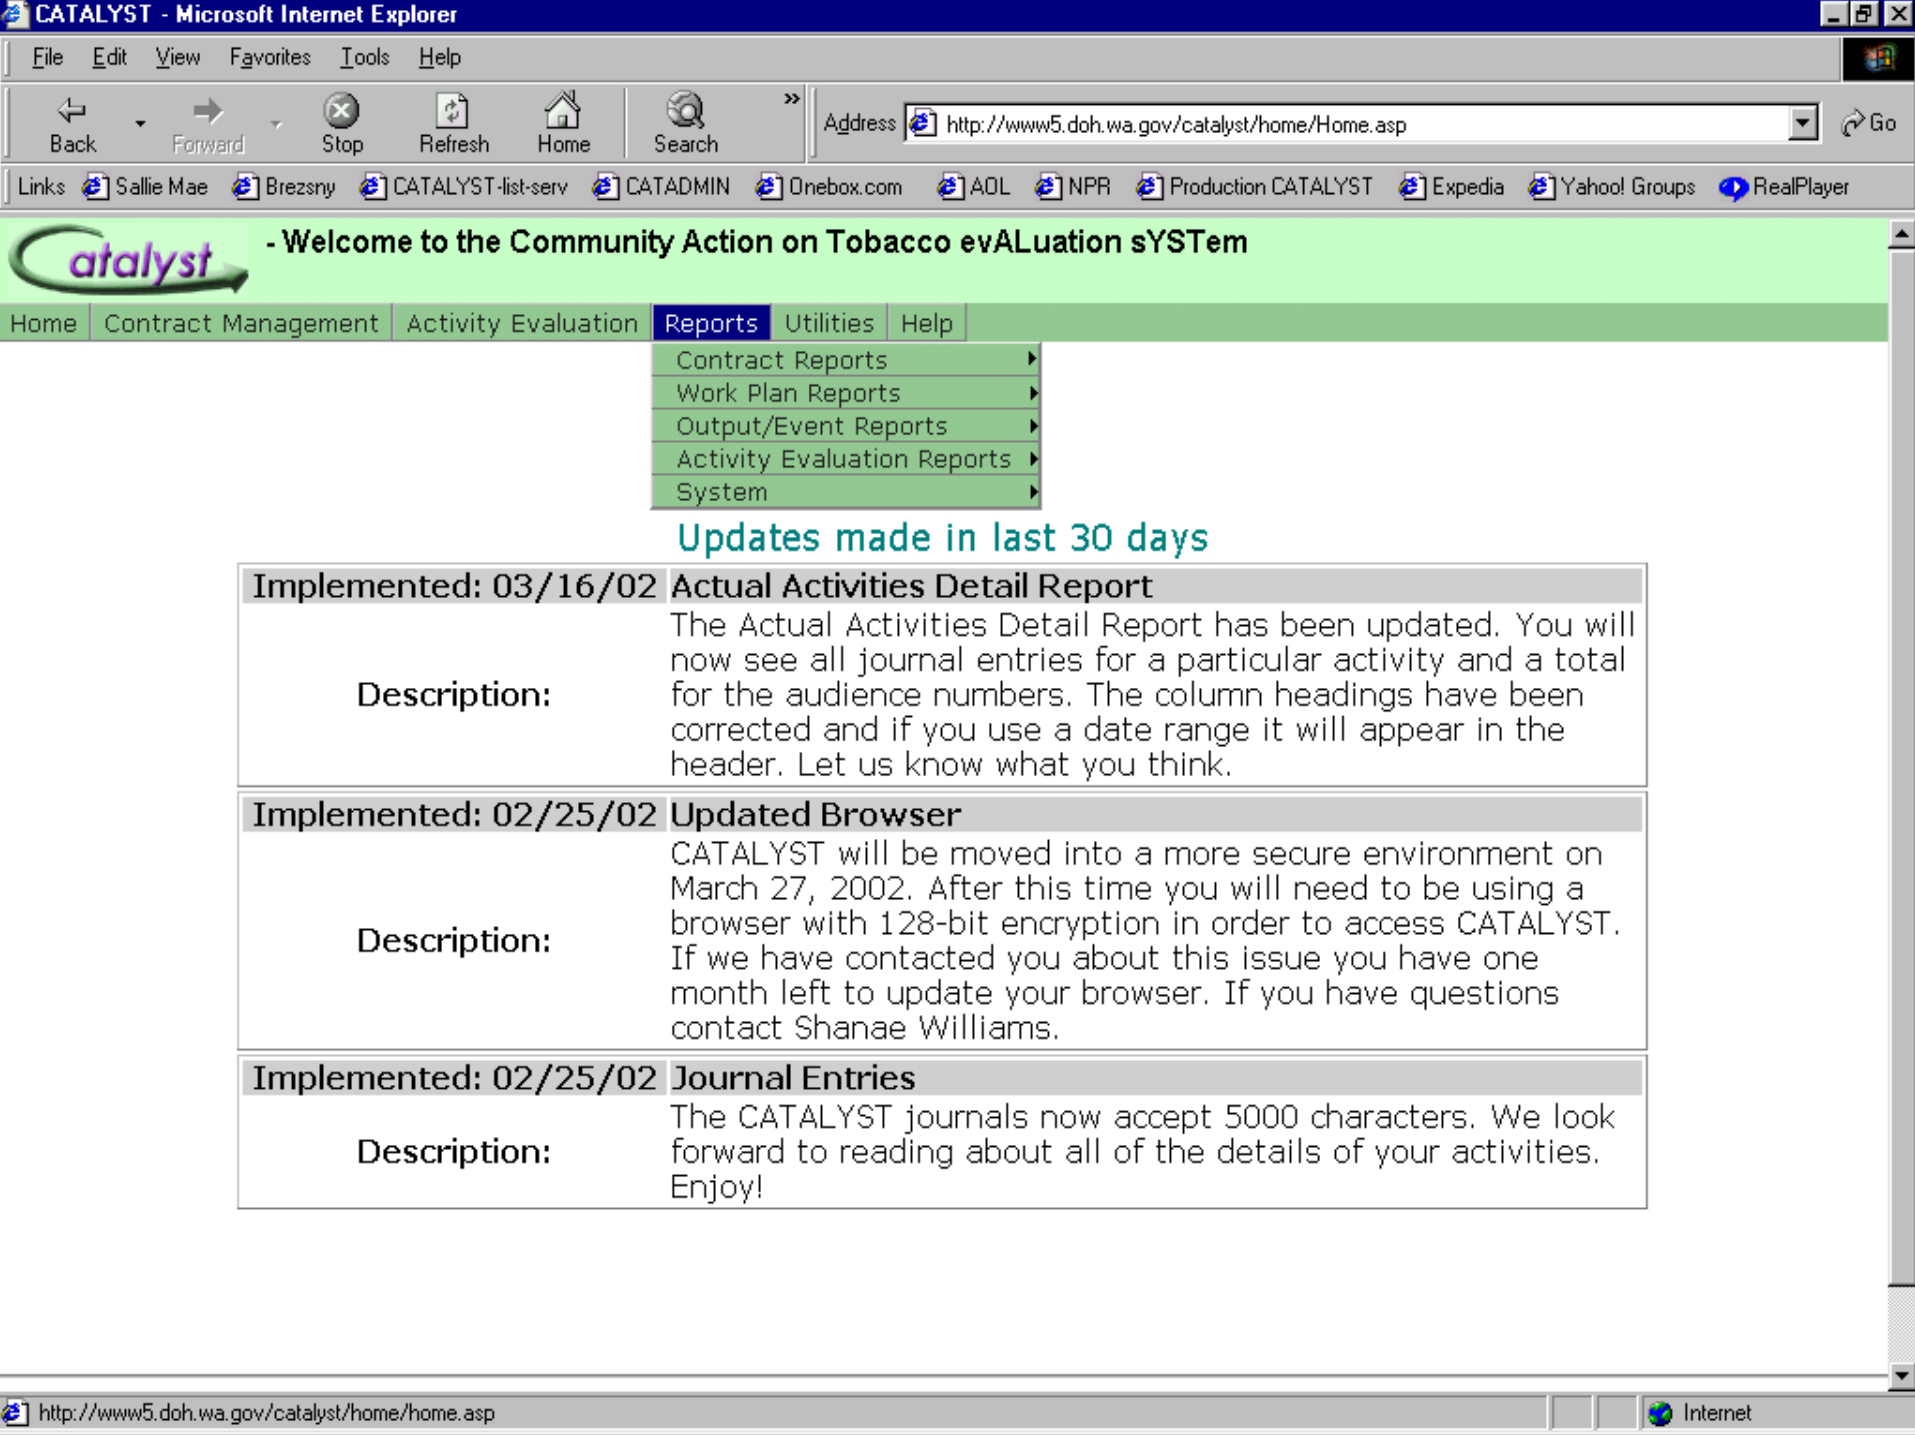 CATALYST - Microsoft Internet Explorer
File Edit View Favorites Tools Help
Back Forward Stop Refresh Home Search » Address http://www5.doh.wa.gov/catalyst/home/Home.asp Go
Links Sallie Mae Brezsny CATALYST-list-serv CATADMIN Onebox.com AOL NPR Production CATALYST Expedia Yahoo! Groups RealPlayer
Catalyst - Welcome to the Community Action on Tobacco evALuation sYSTem
Home Contract Management Activity Evaluation Reports Utilities Help
Contract Reports
Work Plan Reports
Output/Event Reports
Activity Evaluation Reports
System
Updates made in last 30 days
Implemented: 03/16/02 Actual Activities Detail Report
Description:
The Actual Activities Detail Report has been updated. You will
now see all journal entries for a particular activity and a total
for the audience numbers. The column headings have been
corrected and if you use a date range it will appear in the
header. Let us know what you think.
Implemented: 02/25/02 Updated Browser
Description:
CATALYST will be moved into a more secure environment on
March 27, 2002. After this time you will need to be using a
browser with 128-bit encryption in order to access CATALYST.
If we have contacted you about this issue you have one
month left to update your browser. If you have questions
contact Shanae Williams.
Implemented: 02/25/02 Journal Entries
Description:
The CATALYST journals now accept 5000 characters. We look
forward to reading about all of the details of your activities.
Enjoy!
http://www5.doh.wa.gov/catalyst/home/home.asp Internet